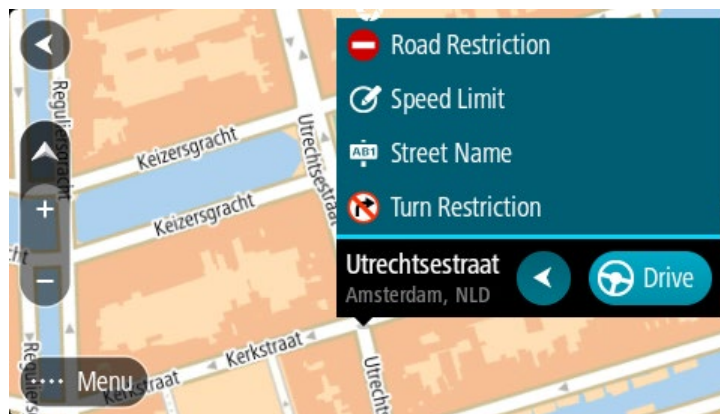 Road Restriction
Speed Limit
AB1
Street Name
Turn Restriction
Utrechtsestraat
Amsterdam, NLD
Drive
Reguliersgracht
Keizersgracht
Utrechtsestraat
Keizersgracht
+
−
Kerkstraat
Kerkstraat
Menu